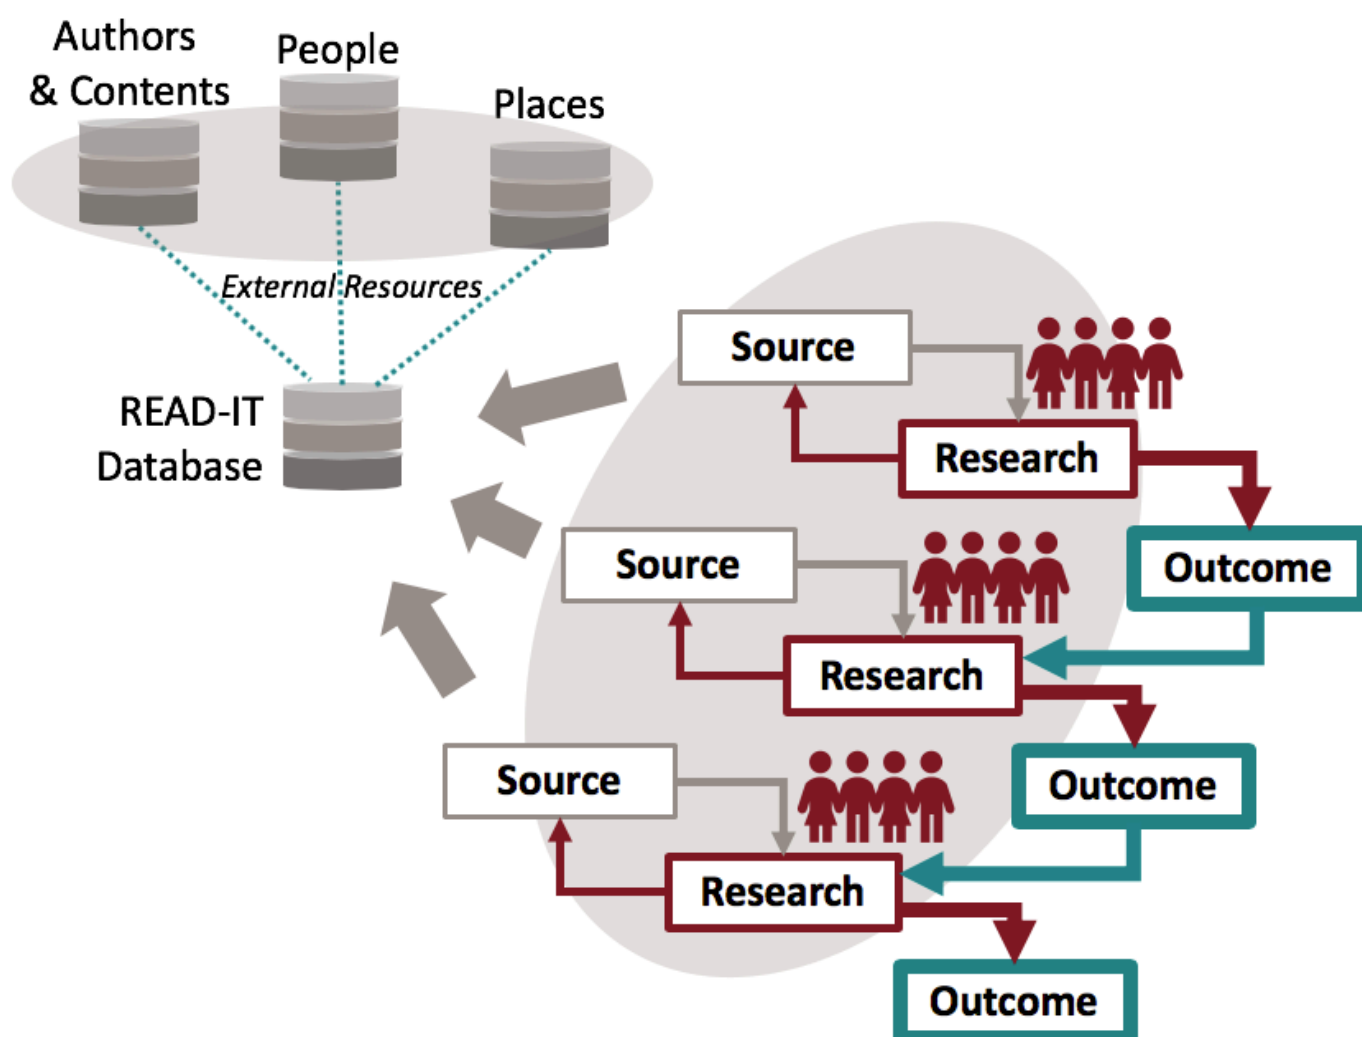 Authors
& Contents
People
Places
External Resources
READ-IT
Database
Source
Research
Outcome
Source
Research
Outcome
Source
Research
Outcome